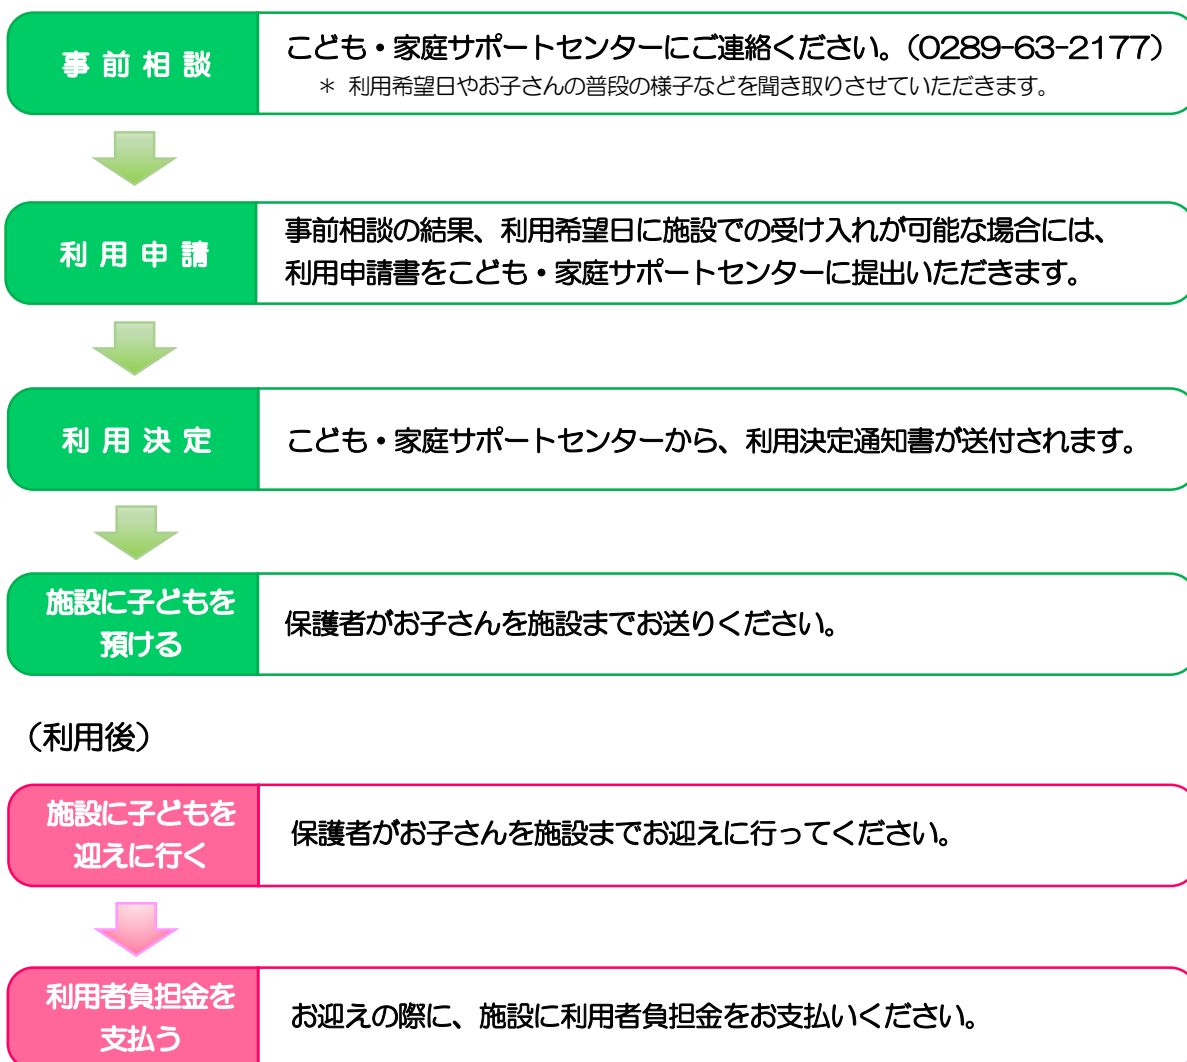 事前相談
こども・家庭サポートセンターにご連絡ください。(0289-63-2177)
＊ 利用希望日やお子さんの普段の様子などを聞き取りさせていただきます。
利用申請
事前相談の結果、利用希望日に施設での受け入れが可能な場合には、
利用申請書をこども・家庭サポートセンターに提出いただきます。
利用決定
こども・家庭サポートセンターから、利用決定通知書が送付されます。
施設に子どもを
預ける
保護者がお子さんを施設までお送りください。
（利用後）
施設に子どもを
迎えに行く
保護者がお子さんを施設までお迎えに行ってください。
利用者負担金を
支払う
お迎えの際に、施設に利用者負担金をお支払いください。